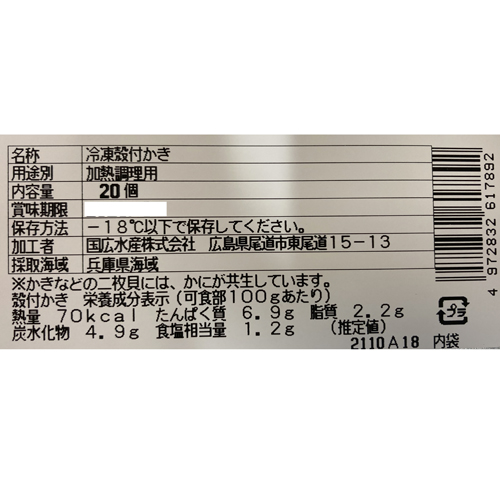 名称 冷凍殻付かき
用途別 加熱調理用
内容量 20個
賞味期限
保存方法 －18℃以下で保存してください。
加工者 国広水産株式会社 広島県尾道市東尾道15－13
採取海域 兵庫県海域
※かきなどの二枚貝には、かにが共生しています。
殻付かき 栄養成分表示（可食部100gあたり）
熱量 70kcal たんぱく質 6.9g 脂質 2.2g
炭水化物 4.9g 食塩相当量 1.2g （推定値）
2110A18 内袋
プラ
4 972832 617892